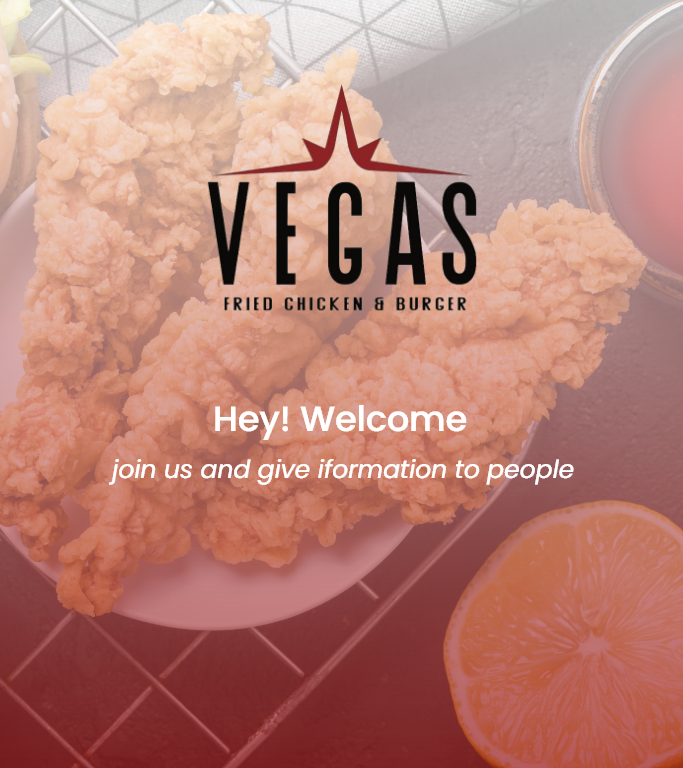 VEGAS
FRIED CHICKEN & BURGER
Hey! Welcome
join us and give iformation to people